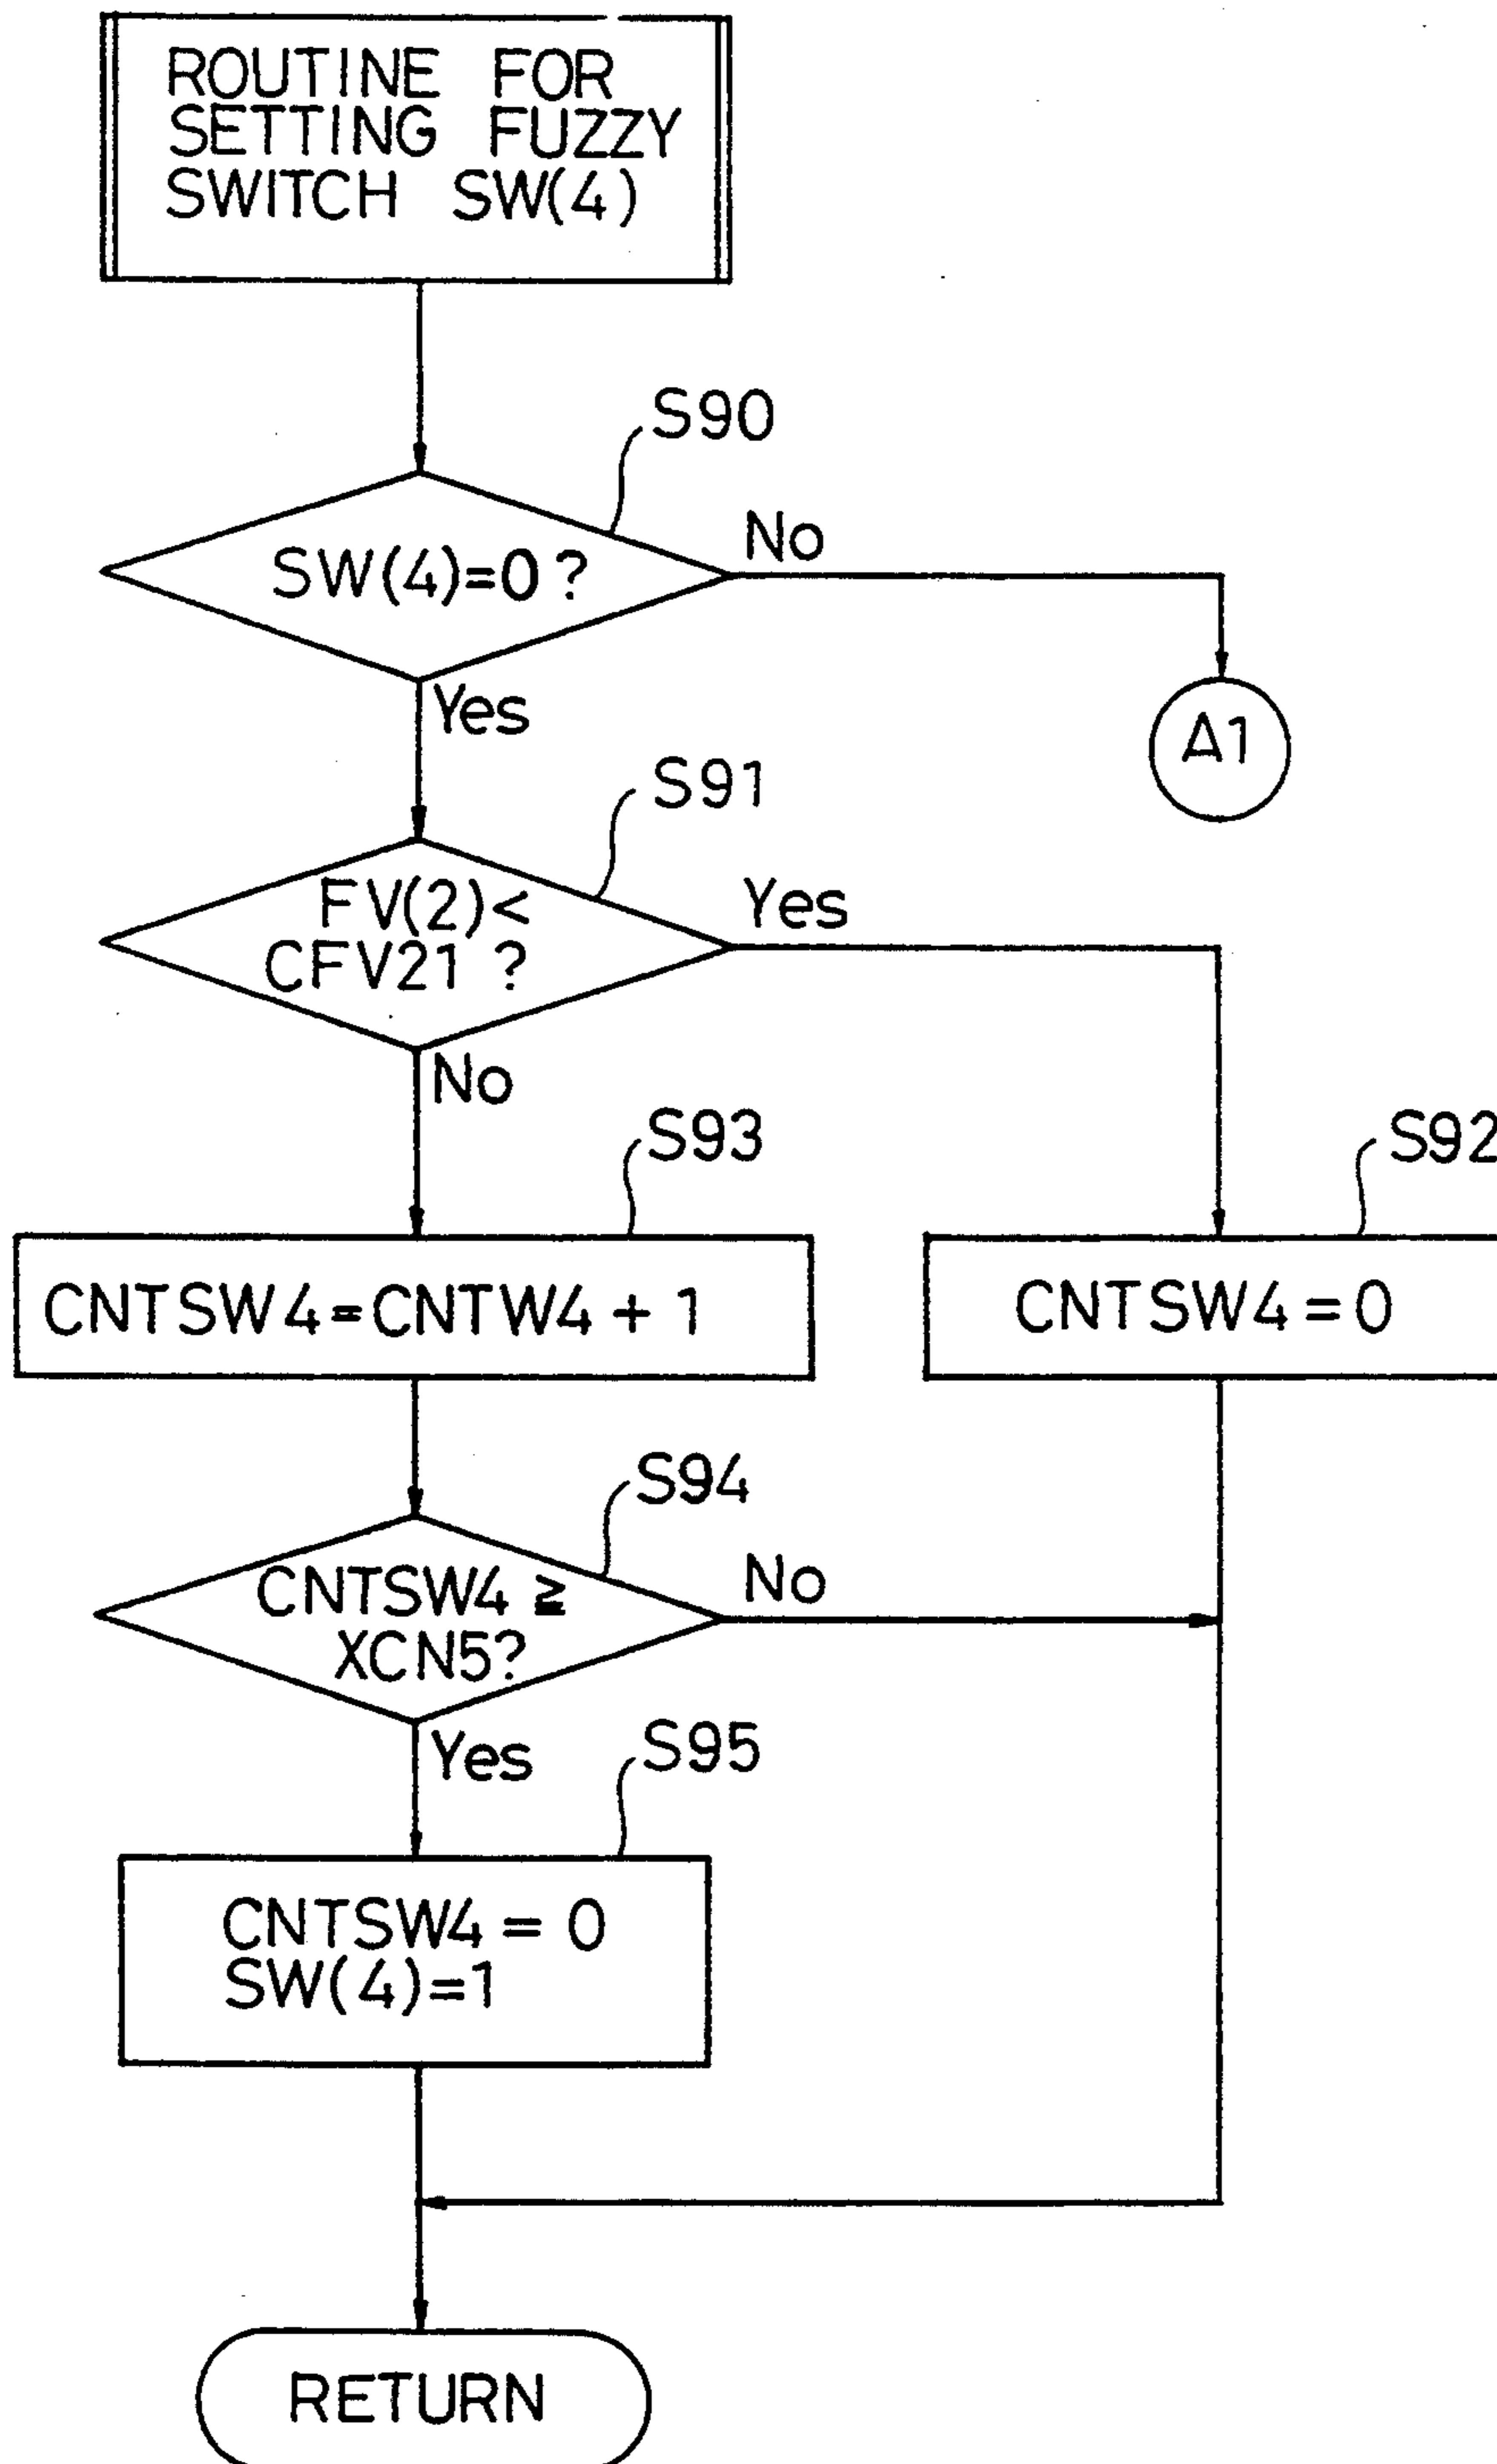 ROUTINE FOR
SETTING FUZZY
SWITCH SW(4)
S90
SW(4)=0?
No
Yes
A1
S91
FV(2)<
CFV21 ?
Yes
No
S93
S92
CNTSW4=CNTW4 + 1
CNTSW4 = 0
S94
CNTSW4 ≧
XCN5?
No
Yes
S95
CNTSW4 = 0
SW(4)=1
RETURN